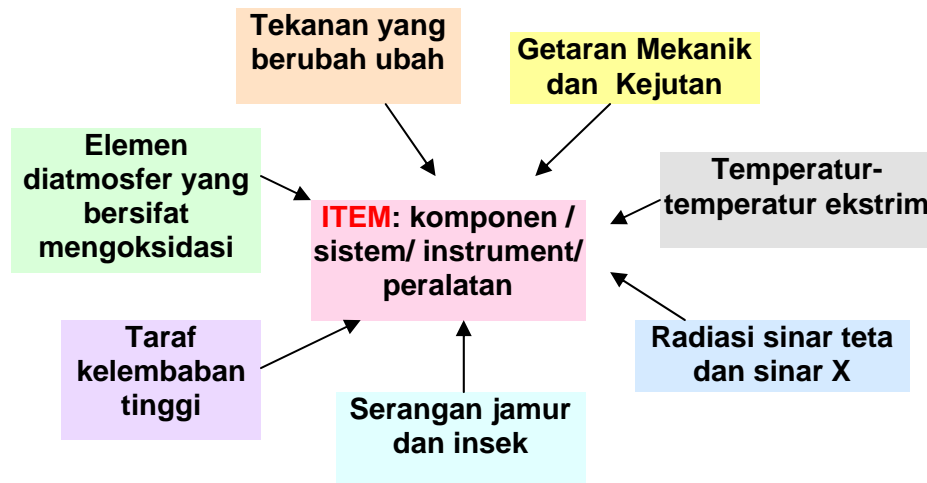 Tekanan yang
berubah ubah
Getaran Mekanik
dan Kejutan
Elemen
diatmosfer yang
bersifat
mengoksidasi
Temperatur-
temperatur ekstrim
ITEM: komponen /
sistem/ instrument/
peralatan
Taraf
kelembaban
tinggi
Radiasi sinar teta
dan sinar X
Serangan jamur
dan insek